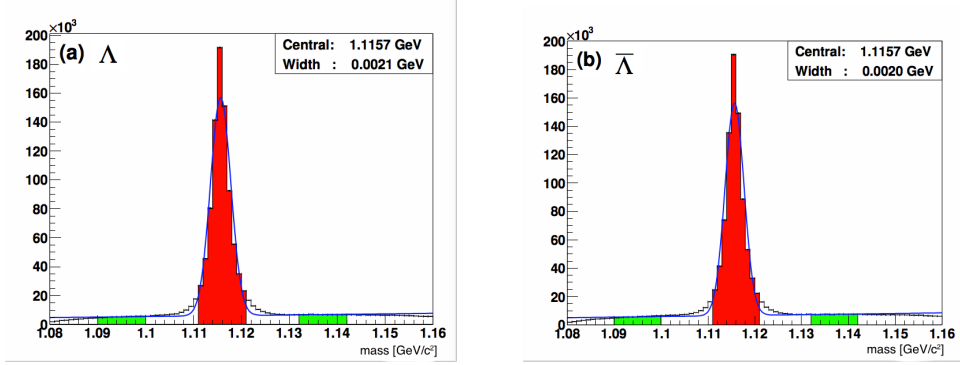 ×10³
(a) Λ
Central: 1.1157 GeV
Width : 0.0021 GeV
200
180
160
140
120
100
80
60
40
20
0
1.08 1.09 1.1 1.11 1.12 1.13 1.14 1.15 1.16
mass [GeV/c²]
×10³
(b) Λ̅
Central: 1.1157 GeV
Width : 0.0020 GeV
200
180
160
140
120
100
80
60
40
20
0
1.08 1.09 1.1 1.11 1.12 1.13 1.14 1.15 1.16
mass [GeV/c²]